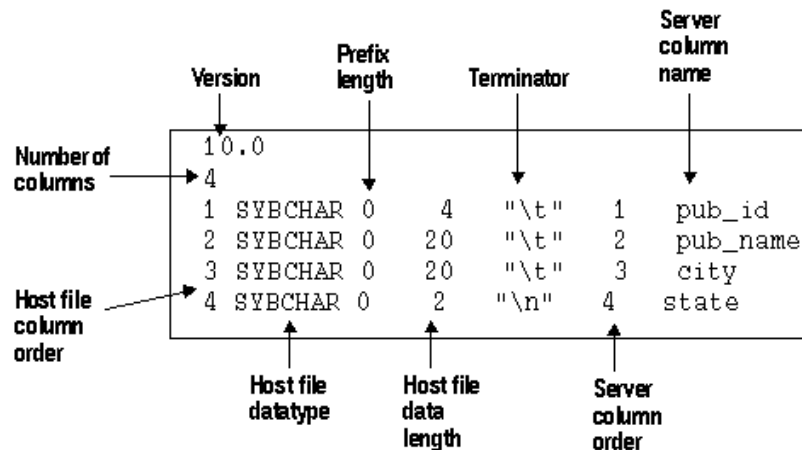 Server
column
name
Prefix
length
Version
Terminator
10.0
Number of
columns
4
1 SYBCHAR 0 4 "\t" 1 pub_id
2 SYBCHAR 0 20 "\t" 2 pub_name
3 SYBCHAR 0 20 "\t" 3 city
4 SYBCHAR 0 2 "\n" 4 state
Host file
column
order
Host file
datatype
Host file
data
length
Server
column
order